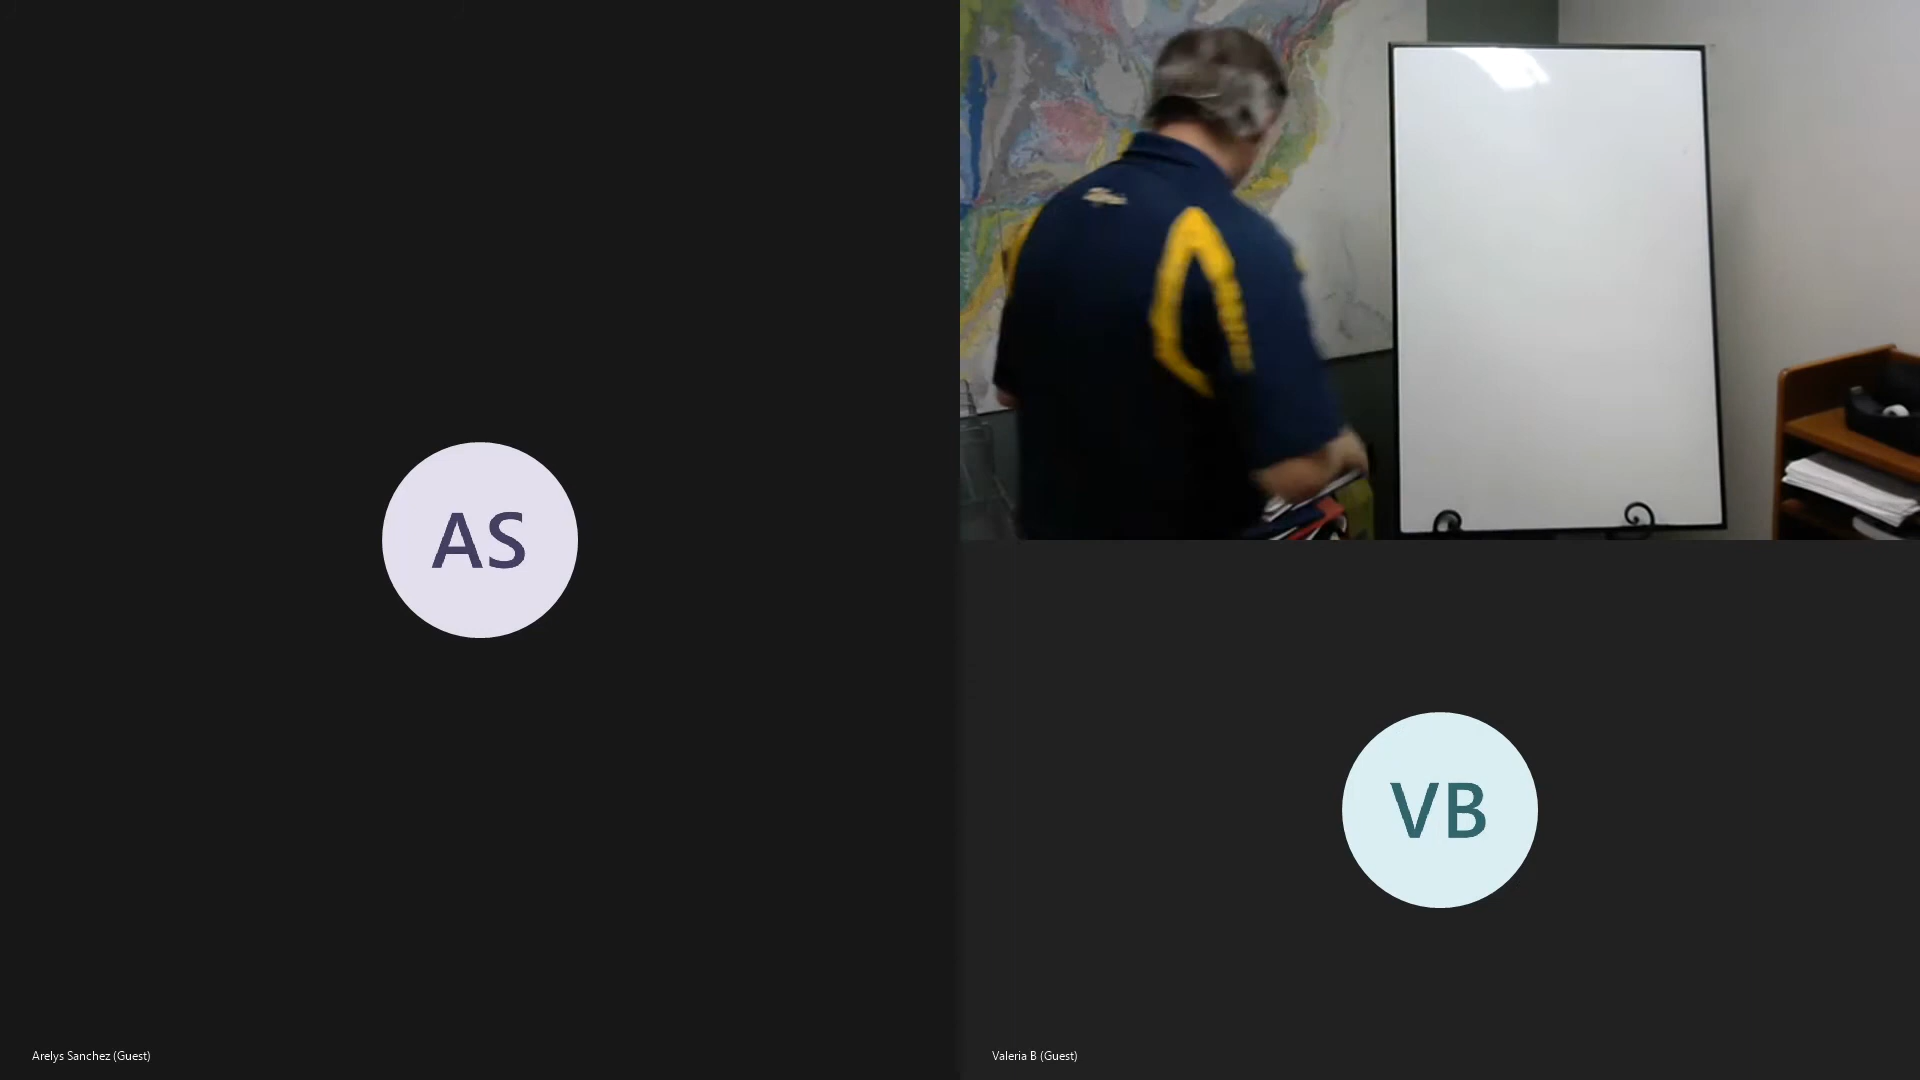 AS
VB
Arelys Sanchez (Guest)
Valeria B (Guest)